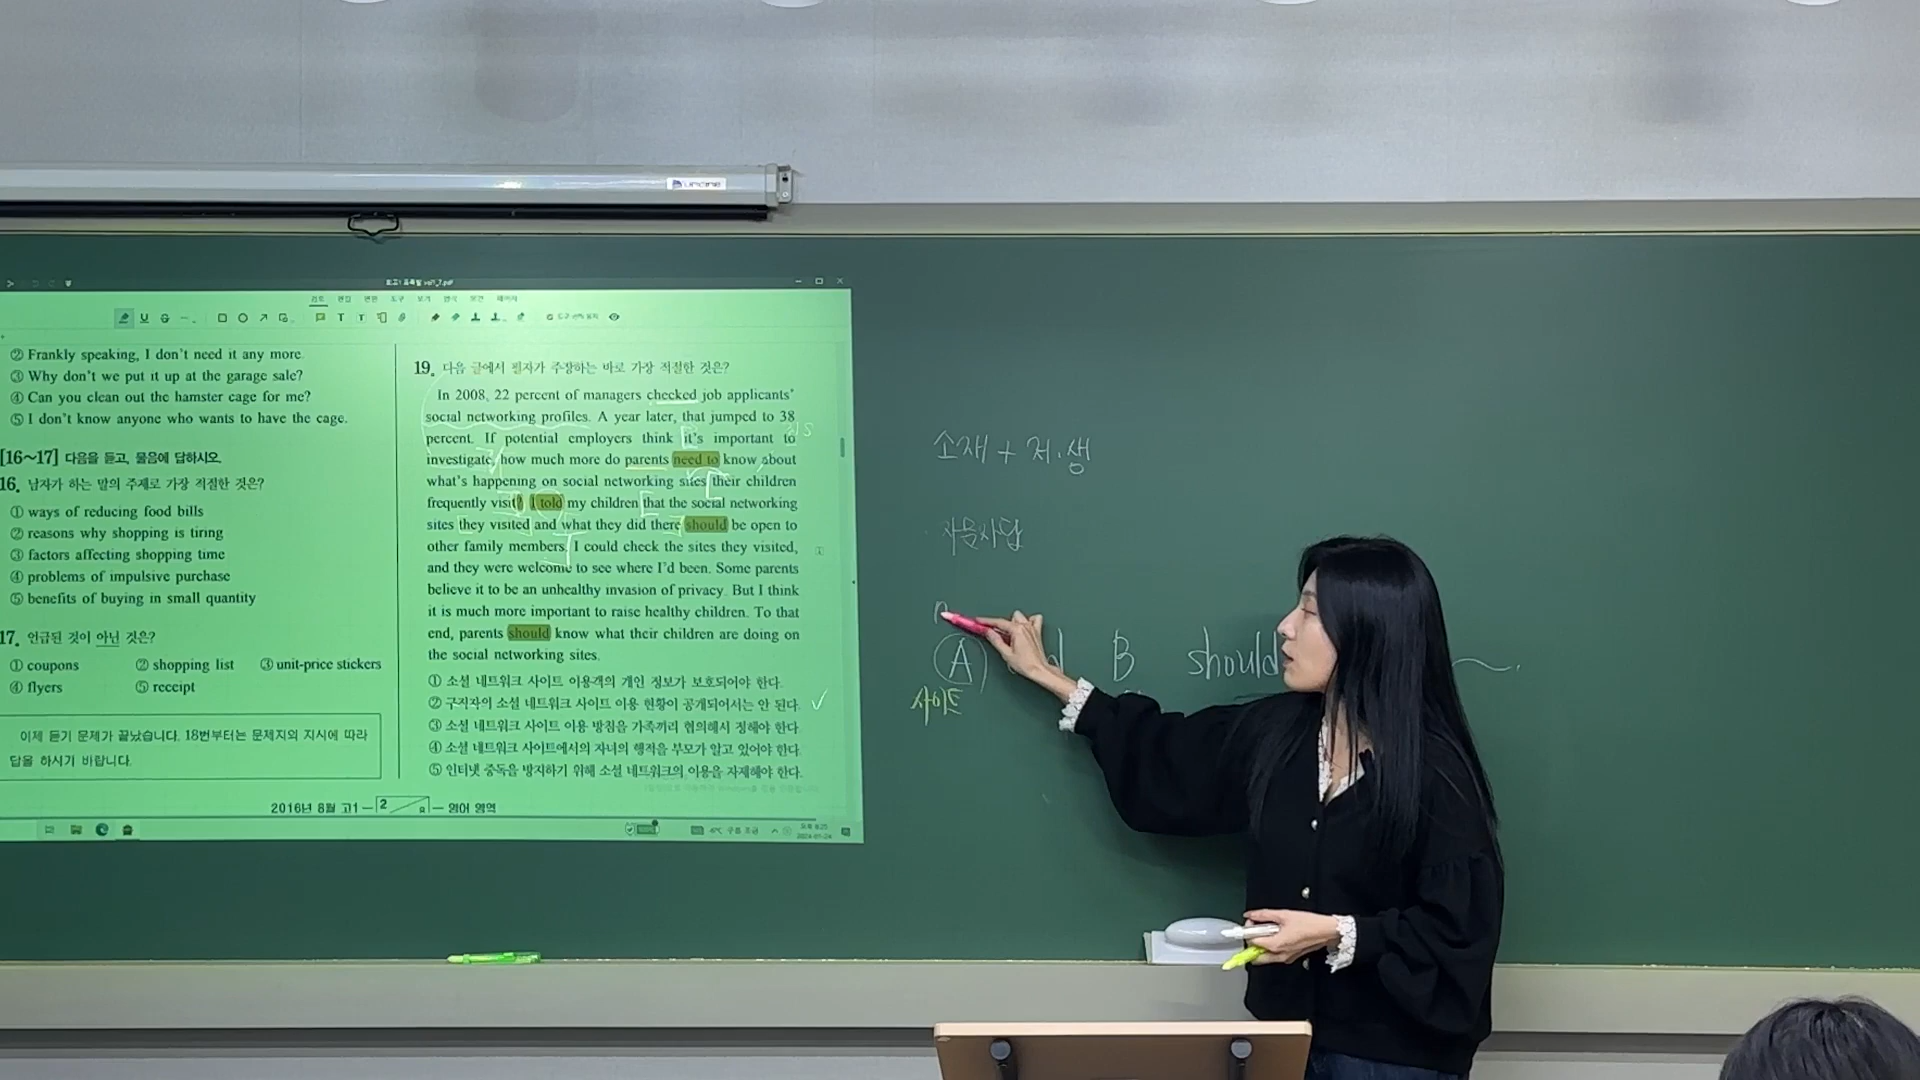 ② Frankly speaking, I don't need it any more.
③ Why don't we put it up at the garage sale?
④ Can you clean out the hamster cage for me?
⑤ I don't know anyone who wants to have the cage.
[16~17] 다음을 듣고, 물음에 답하시오.
16. 남자가 하는 말의 주제로 가장 적절한 것은?
① ways of reducing food bills
② reasons why shopping is tiring
③ factors affecting shopping time
④ problems of impulsive purchase
⑤ benefits of buying in small quantity
17. 언급된 것이 아닌 것은?
① coupons ② shopping list ③ unit-price stickers
④ flyers ⑤ receipt
이제 듣기 문제가 끝났습니다. 18번부터는 문제지의 지시에 따라
답을 하시기 바랍니다.
19. 다음 글에서 필자가 주장하는 바로 가장 적절한 것은?
In 2008, 22 percent of managers checked job applicants'
social networking profiles. A year later, that jumped to 38
percent. If potential employers think it's important to
investigate, how much more do parents need to know about
what's happening on social networking sites their children
frequently visit? I told my children that the social networking
sites they visited and what they did there should be open to
other family members. I could check the sites they visited,
and they were welcome to see where I'd been. Some parents
believe it to be an unhealthy invasion of privacy. But I think
it is much more important to raise healthy children. To that
end, parents should know what their children are doing on
the social networking sites.
① 소셜 네트워크 사이트 이용객의 개인 정보가 보호되어야 한다.
② 구직자의 소셜 네트워크 사이트 이용 현황이 공개되어서는 안 된다.
③ 소셜 네트워크 사이트 이용 방침을 가족끼리 협의해서 정해야 한다.
④ 소셜 네트워크 사이트에서의 자녀의 행적을 부모가 알고 있어야 한다.
⑤ 인터넷 중독을 방지하기 위해 소셜 네트워크의 이용을 자제해야 한다.
2016년 8월 고1 — 2 — 영어 영역
소재 + 저.생
자문자답
A B should
사이트